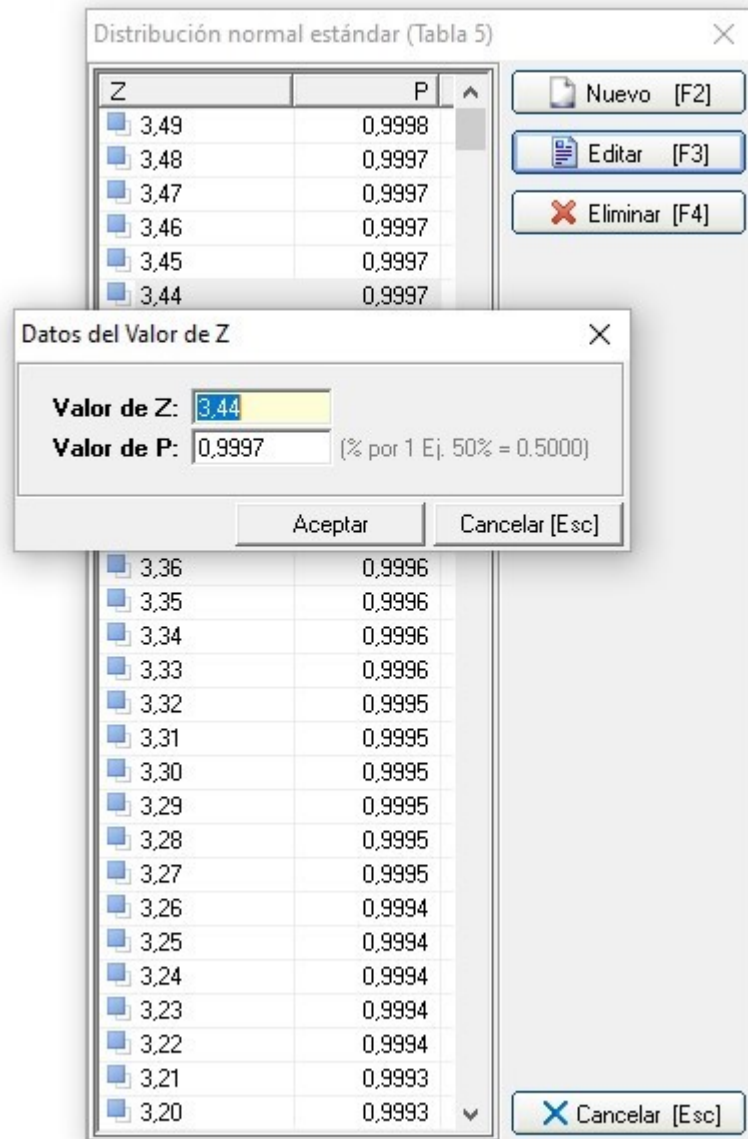 Distribución normal estándar (Tabla 5)
Z P
3,49 0,9998
3,48 0,9997
3,47 0,9997
3,46 0,9997
3,45 0,9997
3,44 0,9997
Nuevo [F2]
Editar [F3]
Eliminar [F4]
Datos del Valor de Z
Valor de Z: 3,44
Valor de P: 0,9997 (% por 1 Ej. 50% = 0.5000)
Aceptar Cancelar [Esc]
3,36 0,9996
3,35 0,9996
3,34 0,9996
3,33 0,9996
3,32 0,9995
3,31 0,9995
3,30 0,9995
3,29 0,9995
3,28 0,9995
3,27 0,9995
3,26 0,9994
3,25 0,9994
3,24 0,9994
3,23 0,9994
3,22 0,9994
3,21 0,9993
3,20 0,9993
Cancelar [Esc]